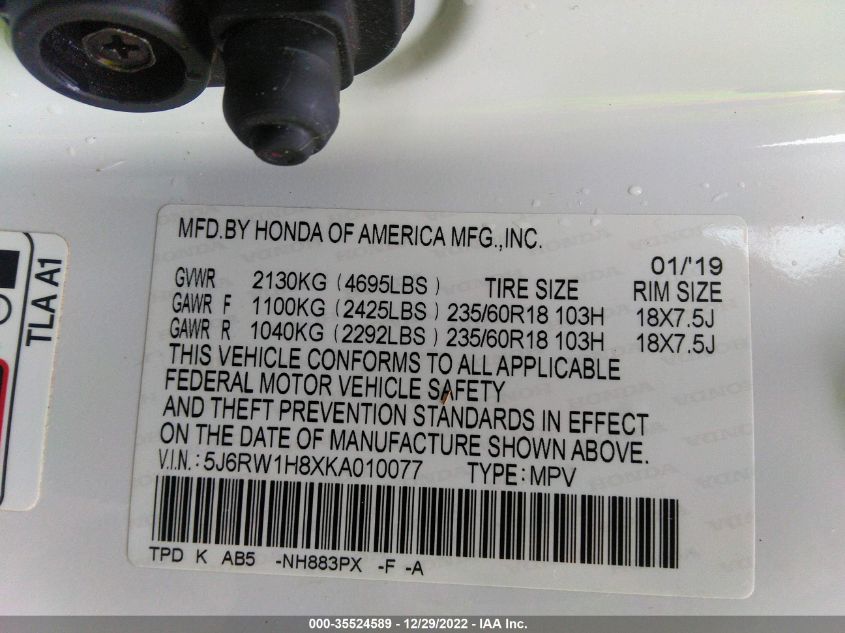 TLA A1
MFD.BY HONDA OF AMERICA MFG.,INC.
01/'19
GVWR 2130KG (4695LBS) TIRE SIZE RIM SIZE
GAWR F 1100KG (2425LBS) 235/60R18 103H 18X7.5J
GAWR R 1040KG (2292LBS) 235/60R18 103H 18X7.5J
THIS VEHICLE CONFORMS TO ALL APPLICABLE
FEDERAL MOTOR VEHICLE SAFETY
AND THEFT PREVENTION STANDARDS IN EFFECT
ON THE DATE OF MANUFACTURE SHOWN ABOVE.
V.I.N.: 5J6RW1H8XKA010077 TYPE: MPV
TPD K AB5 -NH883PX -F -A
000-35524589 - 12/29/2022 - IAA Inc.